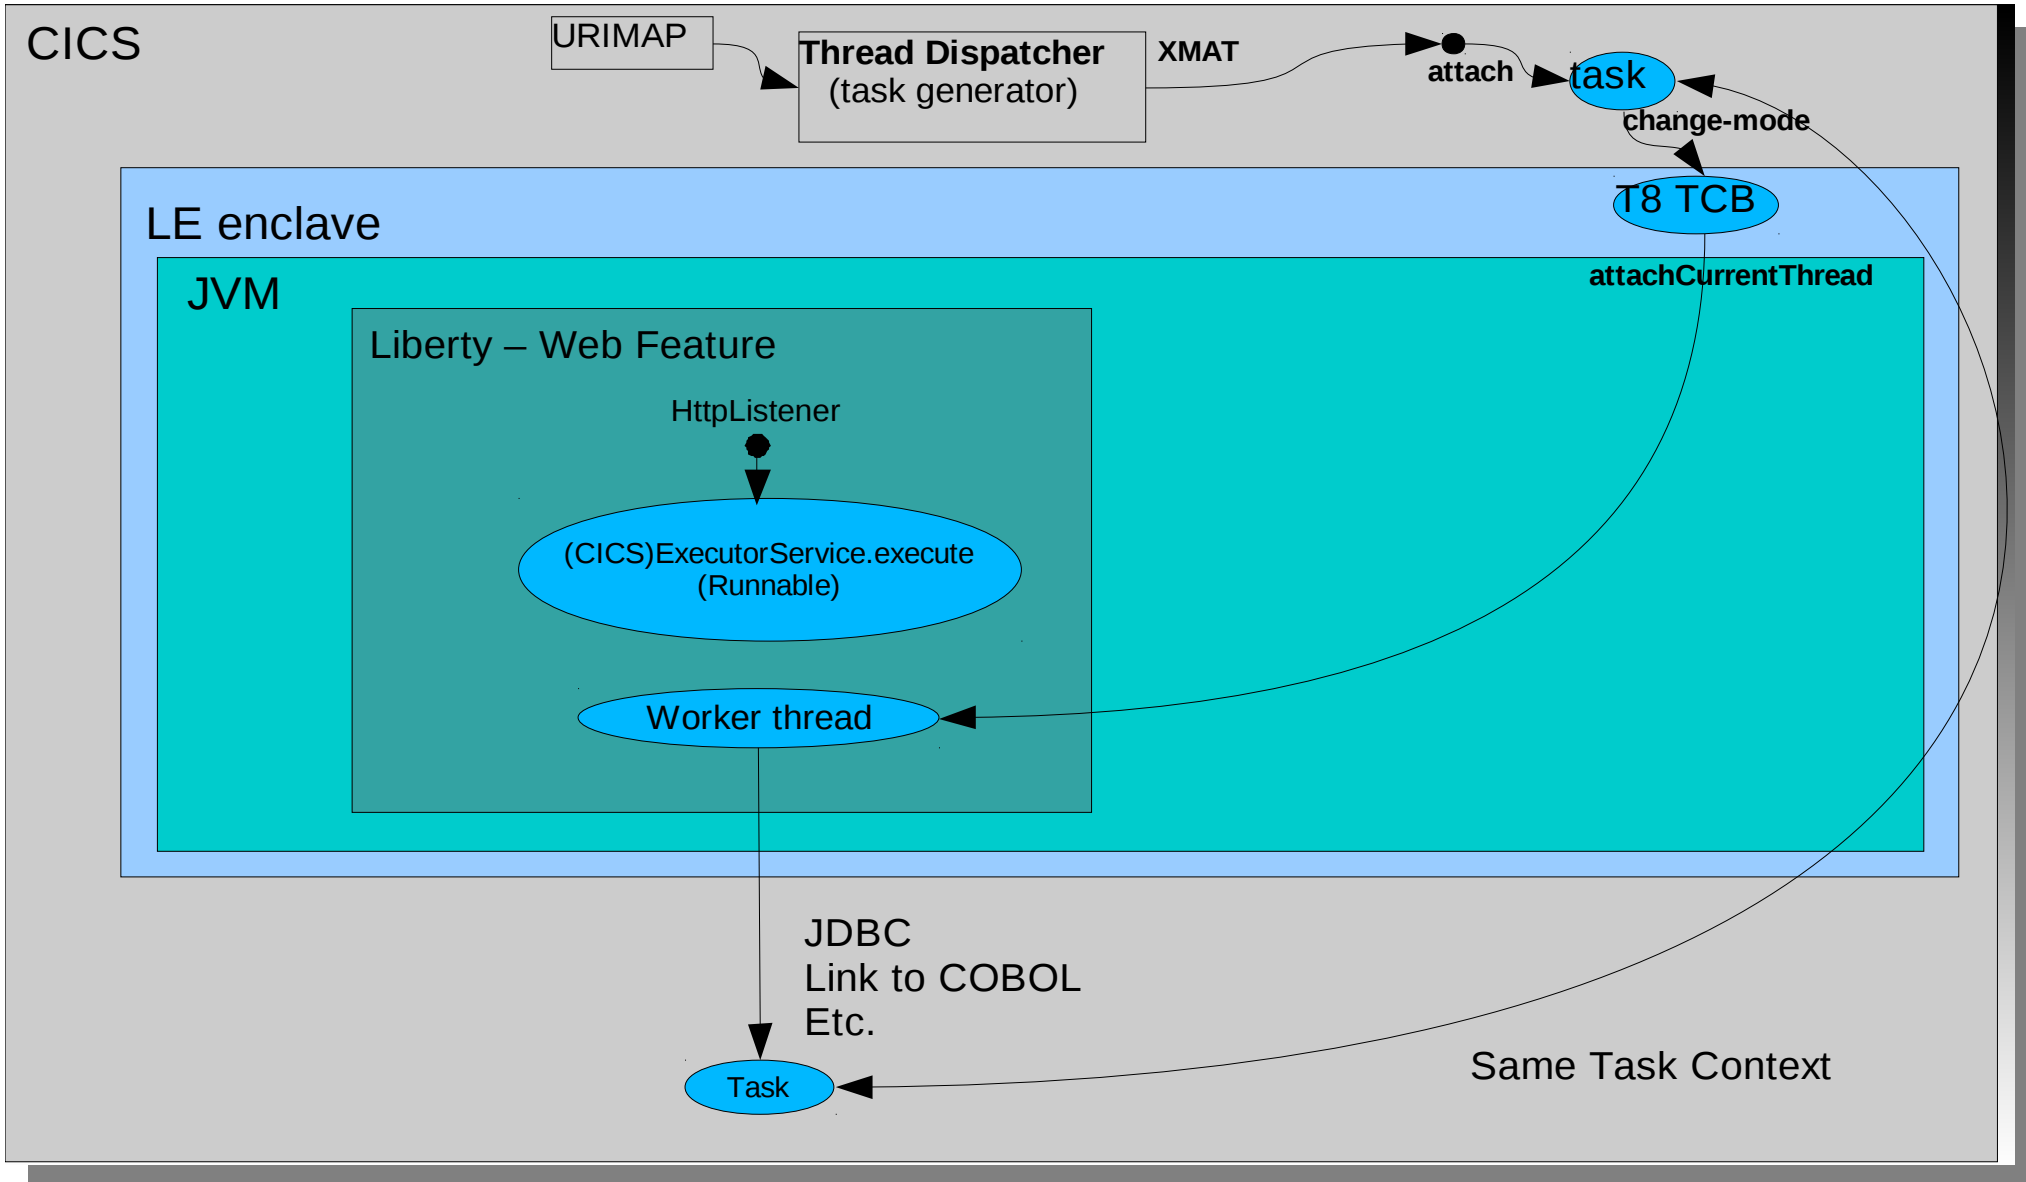 CICS
URIMAP
Thread Dispatcher
(task generator)
XMAT
attach
task
change-mode
LE enclave
T8 TCB
JVM
attachCurrentThread
Liberty – Web Feature
HttpListener
(CICS)ExecutorService.execute
(Runnable)
Worker thread
JDBC
Link to COBOL
Etc.
Same Task Context
Task